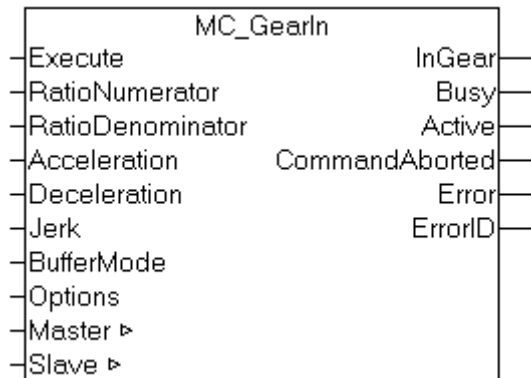 MC_GearIn
Execute InGear
RatioNumerator Busy
RatioDenominator Active
Acceleration CommandAborted
Deceleration Error
Jerk ErrorID
BufferMode
Options
Master ▷
Slave ▷